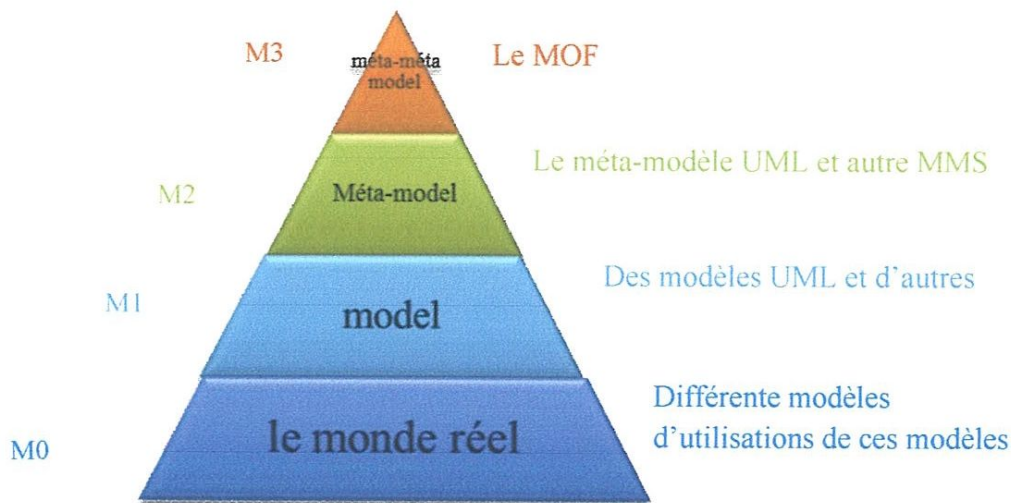 M3
méta-méta
model
Le MOF
M2
Méta-model
Le méta-modèle UML et autre MMS
M1
model
Des modèles UML et d'autres
M0
le monde réel
Différente modèles
d'utilisations de ces modèles